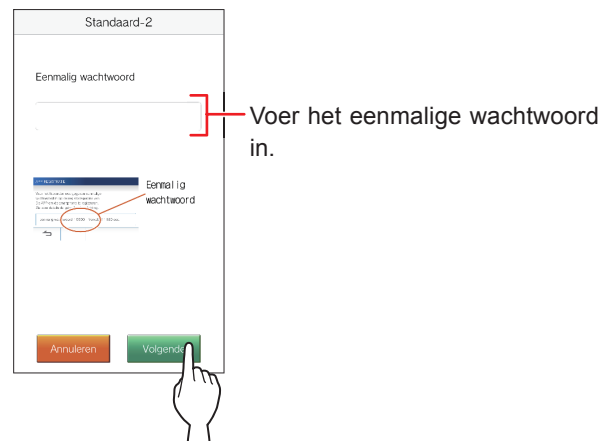 Standaard-2
Eenmalig wachtwoord
Voer het eenmalige wachtwoord
in.
Eenmalig
wachtwoord
Annuleren
Volgende